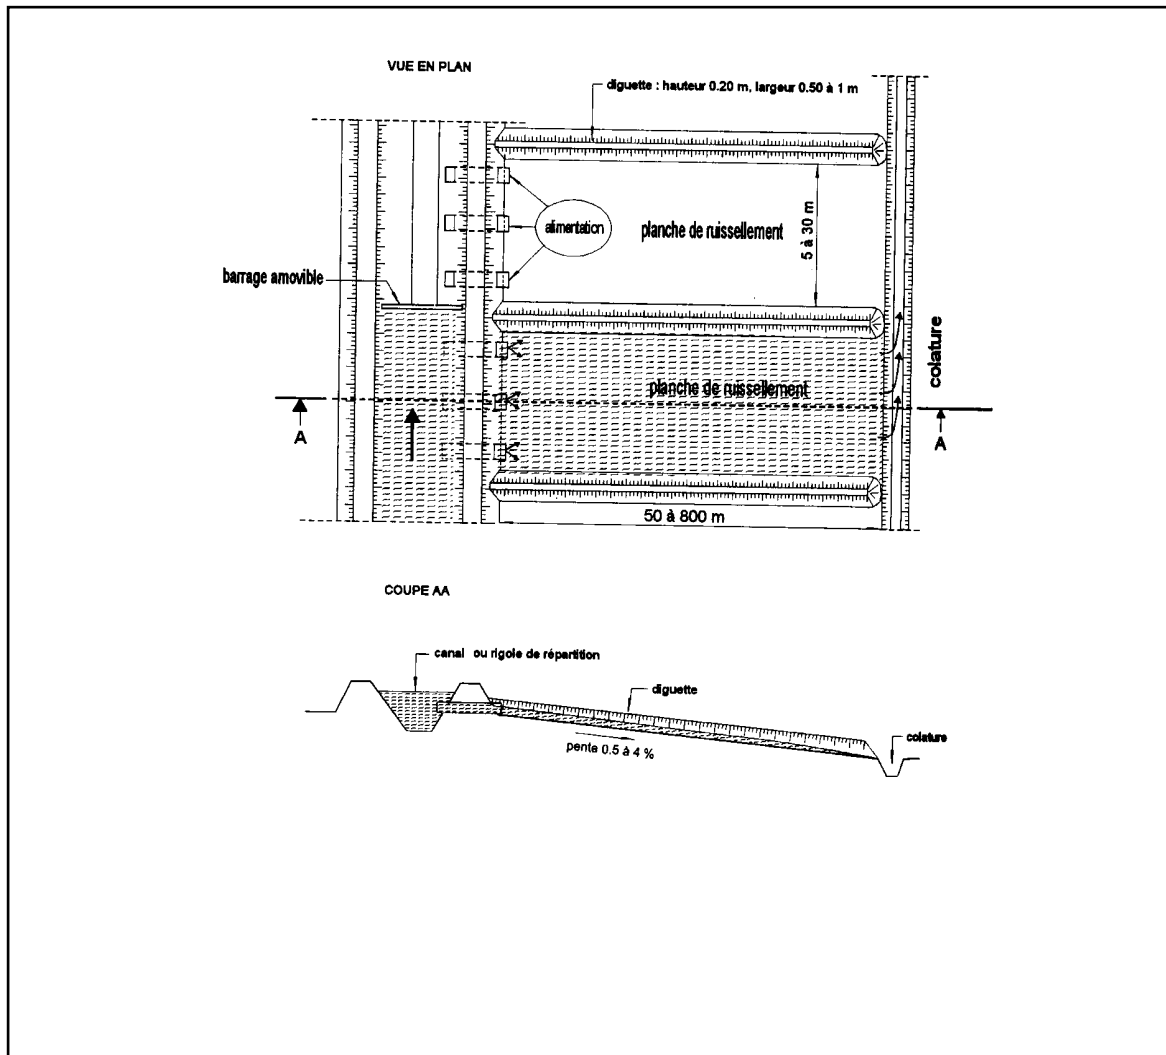 VUE EN PLAN
diguette : hauteur 0.20 m, largeur 0.50 à 1 m
alimentation
planche de ruissellement
5 à 30 m
barrage amovible
planche de ruissellement
colature
A
A
50 à 800 m
COUPE AA
canal ou rigole de répartition
diguette
colature
pente 0.5 à 4 %